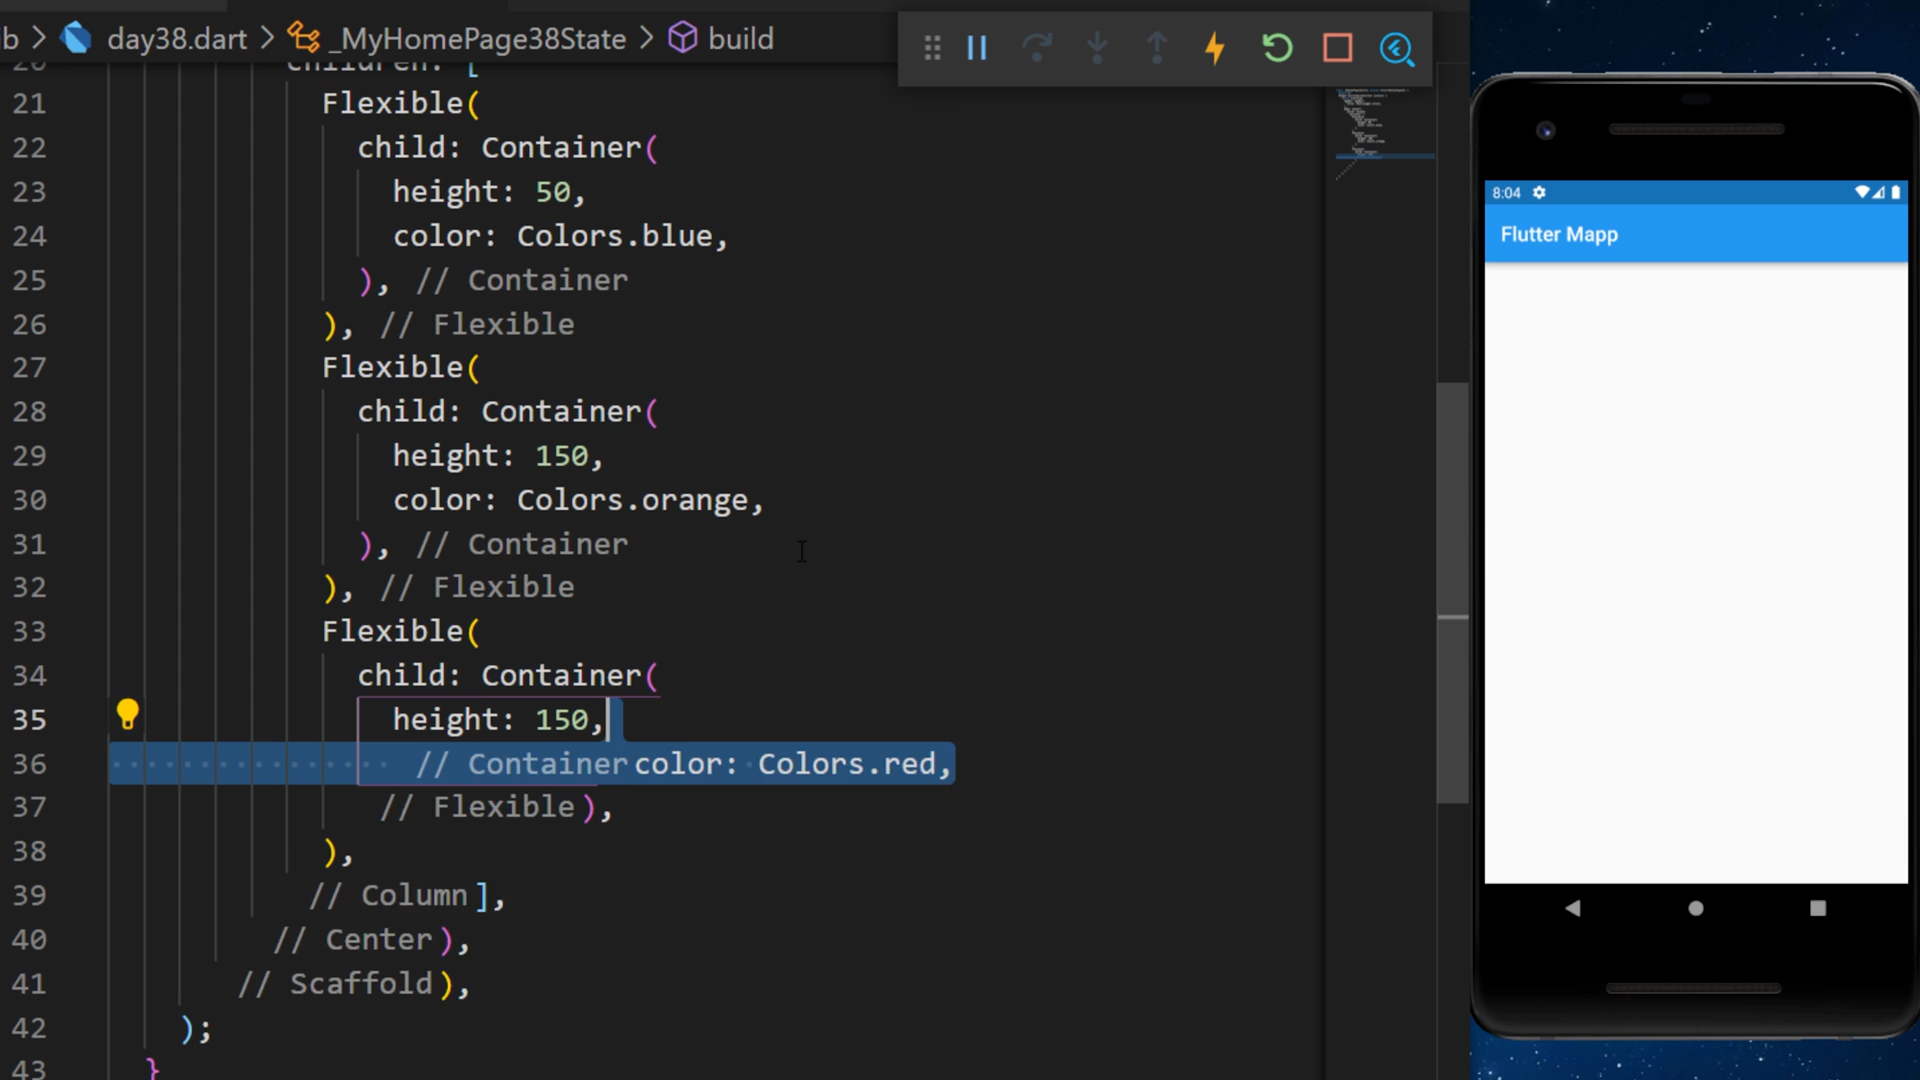 ib > day38.dart > _MyHomePage38State > build
children: [
21 Flexible(
22 child: Container(
23 height: 50,
24 color: Colors.blue,
25 ), // Container
26 ), // Flexible
27 Flexible(
28 child: Container(
29 height: 150,
30 color: Colors.orange,
31 ), // Container
32 ), // Flexible
33 Flexible(
34 child: Container(
35 height: 150,
36 // Container color: Colors.red,
37 // Flexible ),
38 ),
39 // Column ],
40 // Center ),
41 // Scaffold ),
42 );
43 }
8:04
Flutter Mapp